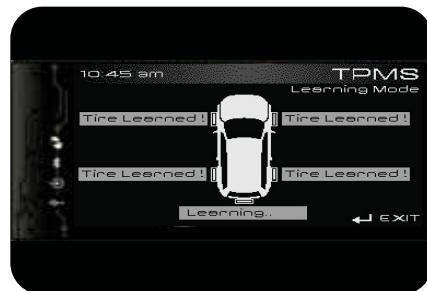 10:45 am TPMS
Learning Mode
Tire Learned ! Tire Learned !
Tire Learned ! Tire Learned !
Learning..
EXIT